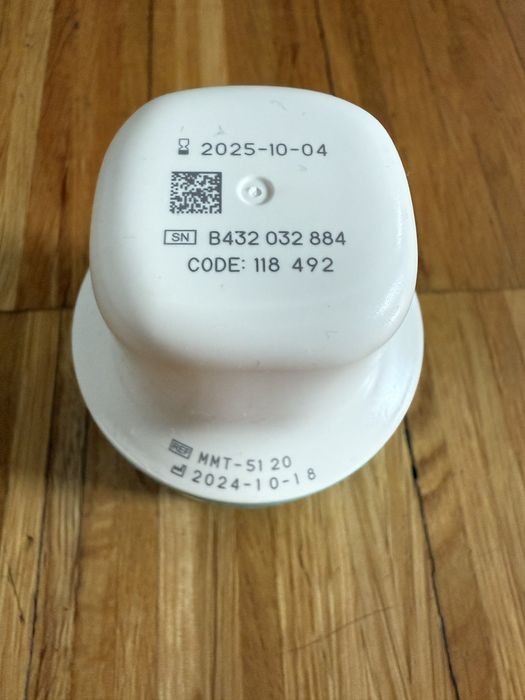 2025-10-04
SN B432 032 884
CODE: 118 492
REF MMT-5120
2024-10-18